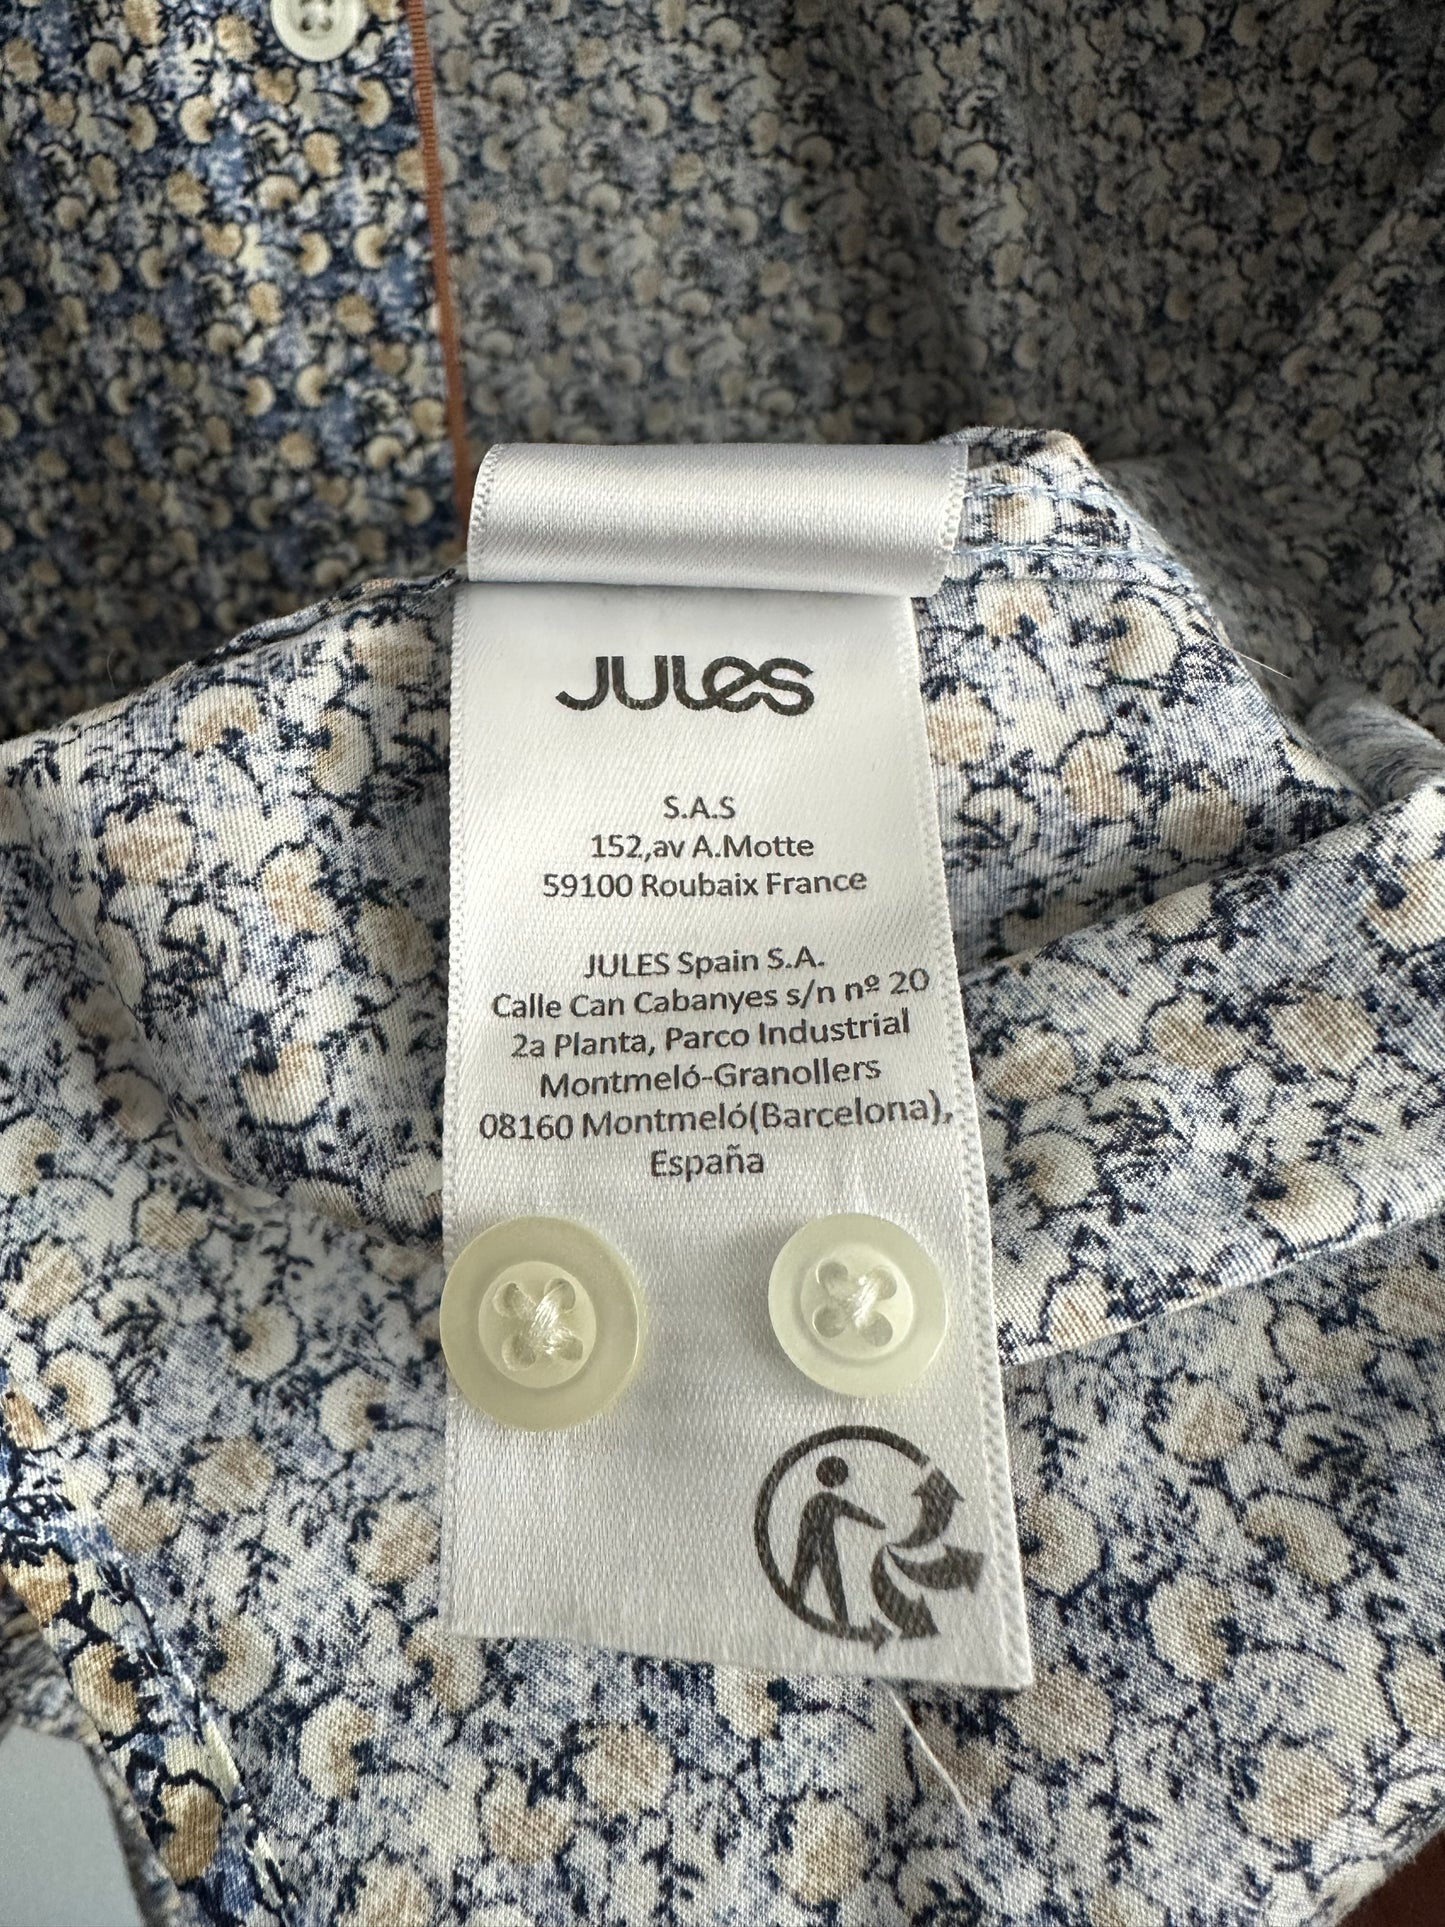 JULES
S.A.S
152,av A.Motte
59100 Roubaix France
JULES Spain S.A.
Calle Can Cabanyes s/n nº 20
2a Planta, Parco Industrial
Montmeló-Granollers
08160 Montmeló(Barcelona),
España